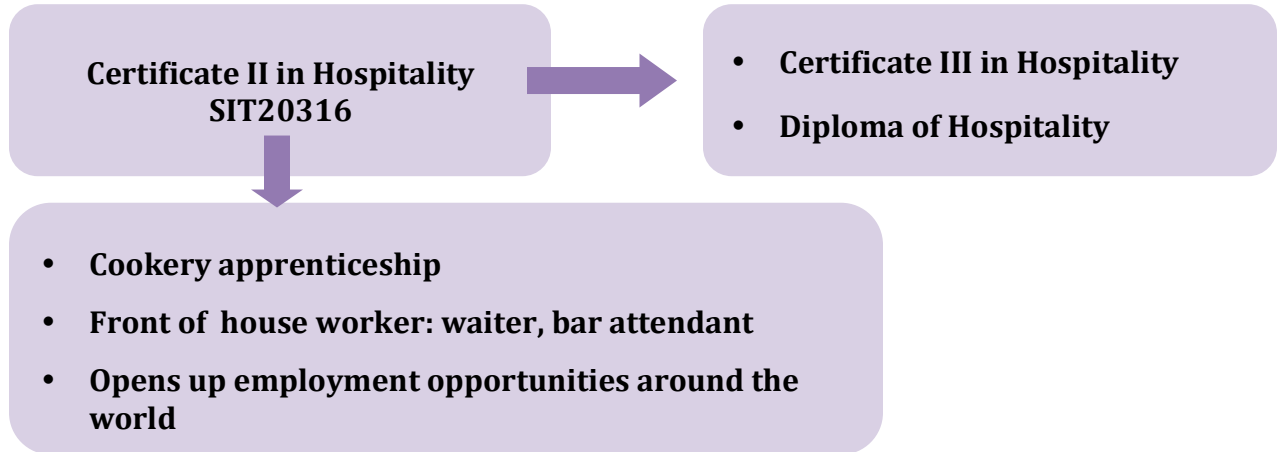 Certificate II in Hospitality
SIT20316
• Certificate III in Hospitality
• Diploma of Hospitality
• Cookery apprenticeship
• Front of  house worker: waiter, bar attendant
• Opens up employment opportunities around the
world